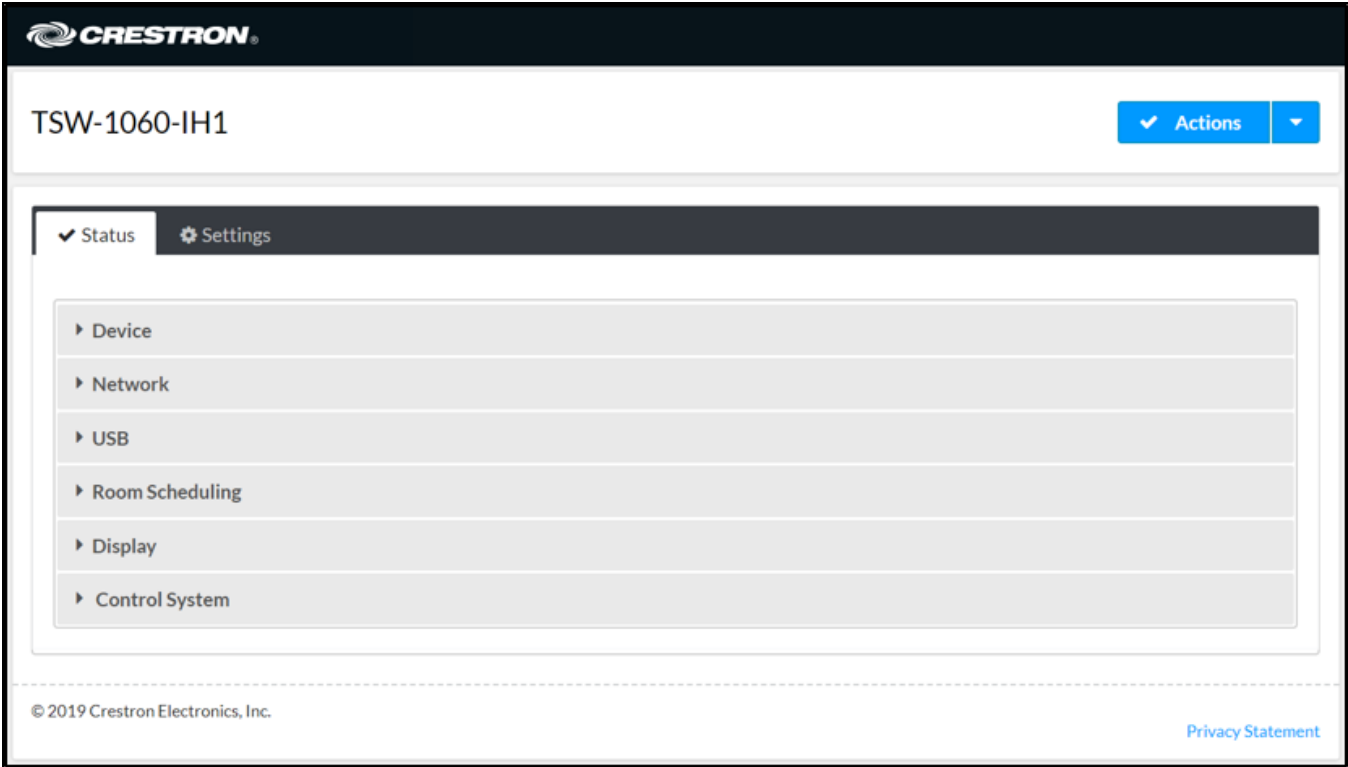 CRESTRON®
TSW-1060-IH1
Actions
Status Settings
Device
Network
USB
Room Scheduling
Display
Control System
© 2019 Crestron Electronics, Inc.
Privacy Statement